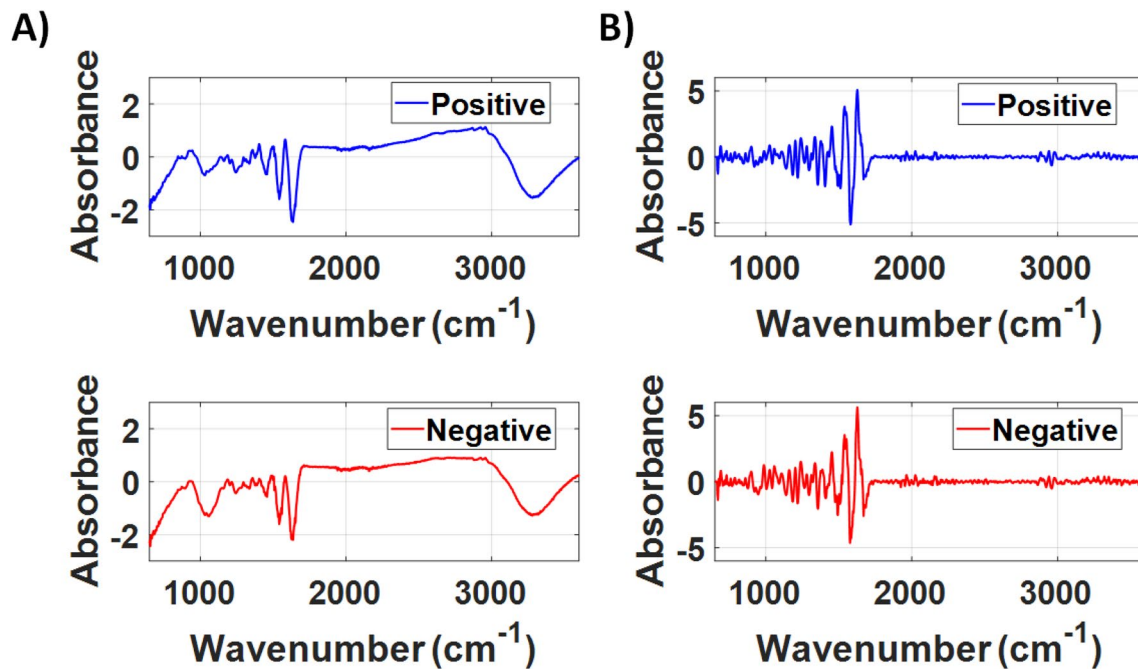 A)
Absorbance
2
0
-2
Positive
1000 2000 3000
Wavenumber (cm-1)
Absorbance
2
0
-2
Negative
1000 2000 3000
Wavenumber (cm-1)
B)
Absorbance
5
0
-5
Positive
1000 2000 3000
Wavenumber (cm-1)
Absorbance
5
0
-5
Negative
1000 2000 3000
Wavenumber (cm-1)